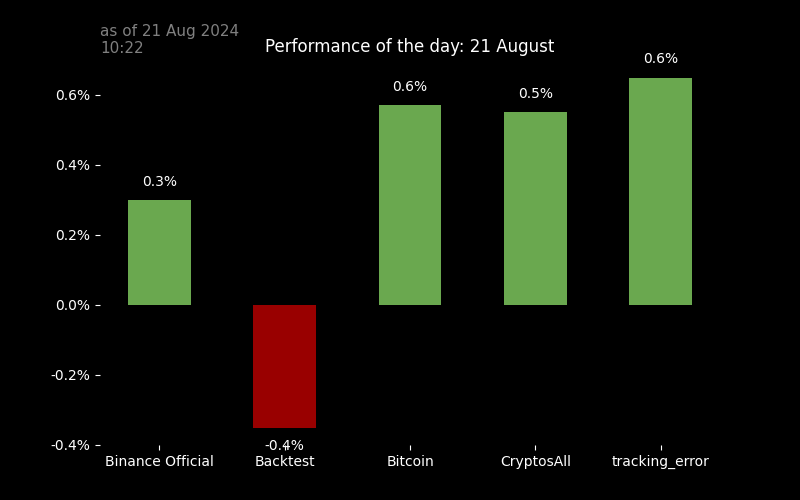 as of 21 Aug 2024
10:22
Performance of the day: 21 August
0.6%
0.4%
0.2%
0.0%
-0.2%
-0.4%
0.3%
-0.4%
0.6%
0.5%
0.6%
Binance Official
Backtest
Bitcoin
CryptosAll
tracking_error